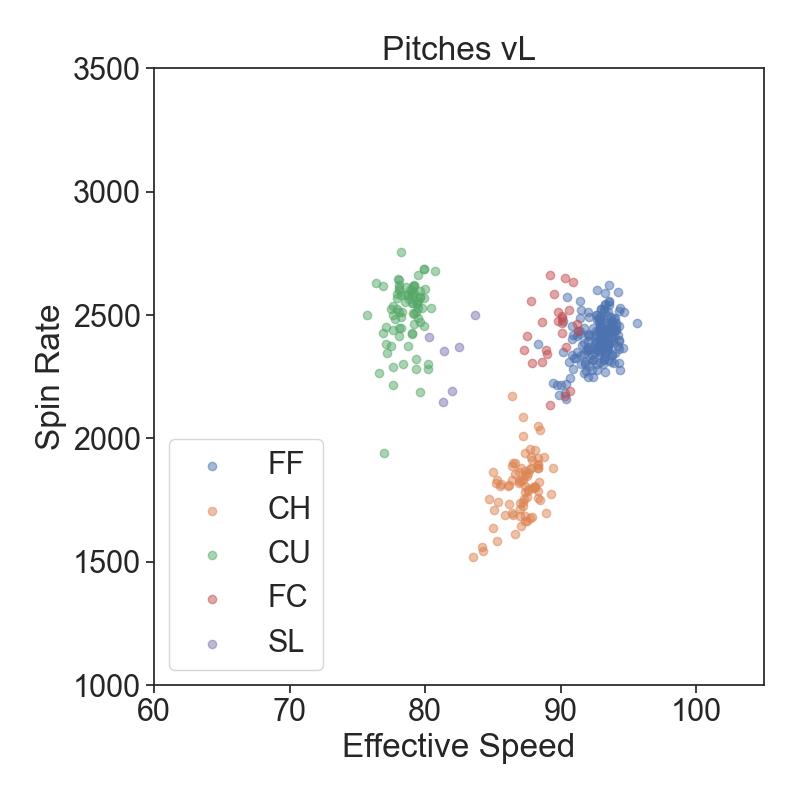 Pitches vL
3500
3000
2500
2000
1500
1000
Spin Rate
FF
CH
CU
FC
SL
60 70 80 90 100
Effective Speed